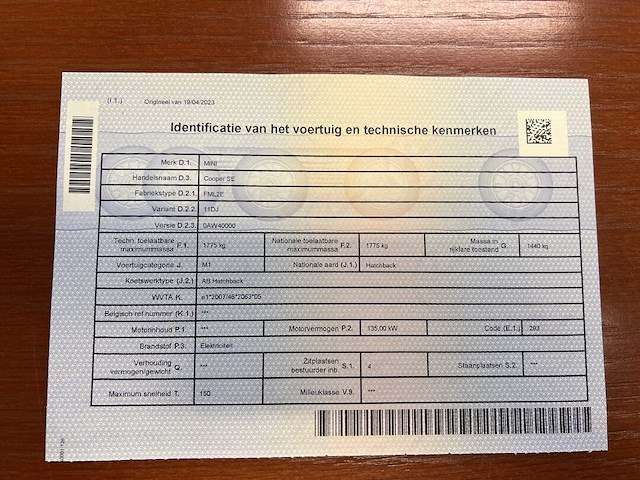 (I.T.) Origineel van 19/04/2023
Identificatie van het voertuig en technische kenmerken
Merk D.1. MINI
Handelsnaam D.3. Cooper SE
Fabriekstype D.2.1. FML2E
Variant D.2.2. 11DJ
Versie D.2.3. 0AW40000
Techn. toelaatbare maximummassa F.1. 1775 kg Nationale toelaatbare maximummassa F.2. 1775 kg Massa in rijklare toestand G. 1440 kg
Voertuigcategorie J. M1 Nationale aard (J.1.) Hatchback
Koetswerktype (J.2.) AB Hatchback
WVTA K. e1*2007/46*2063*05
Belgisch ref nummer (K.1.) ***
Motorinhoud P.1. *** Motorvermogen P.2. 135,00 kW Code (E.1.) 293
Brandstof P.3. Elektriciteit
Verhouding vermogen/gewicht Q. *** Zitplaatsen bestuurder inb. S.1. 4 Staanplaatsen S.2. ***
Maximum snelheid T. 150 Milieuklasse V.9. ***